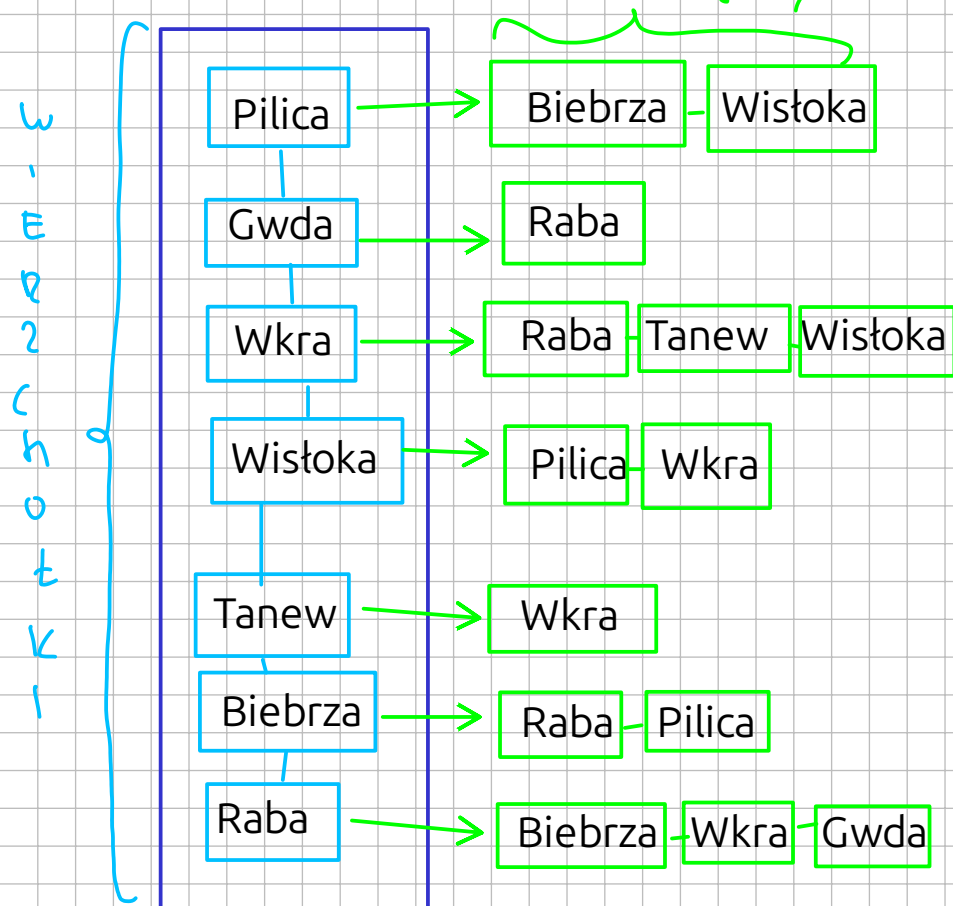 Pilica Biebrza Wisłoka
Gwda Raba
Wkra Raba Tanew Wisłoka
Wisłoka Pilica Wkra
Tanew Wkra
Biebrza Raba Pilica
Raba Biebrza Wkra Gwda
WIERZCHOŁKI